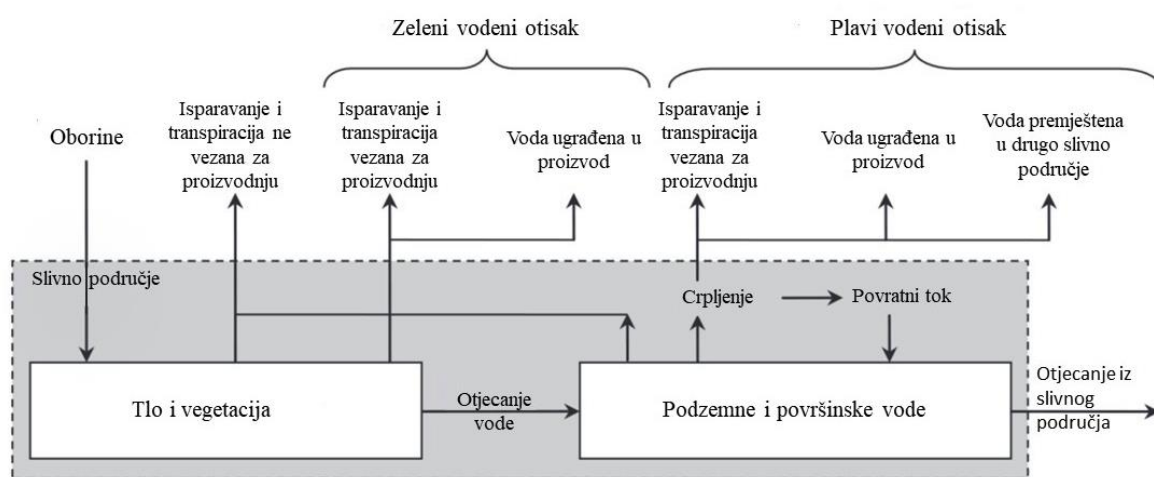 Zeleni vodeni otisak
Plavi vodeni otisak
Oborine
Isparavanje i
transpiracija ne
vezana za
proizvodnju
Isparavanje i
transpiracija
vezana za
proizvodnju
Voda ugrađena u
proizvod
Isparavanje i
transpiracija
vezana za
proizvodnju
Voda ugrađena u
proizvod
Voda premještena
u drugo slivno
područje
Slivno područje
Crpljenje
Povratni tok
Tlo i vegetacija
Otjecanje
vode
Podzemne i površinske vode
Otjecanje iz
slivnog
područja